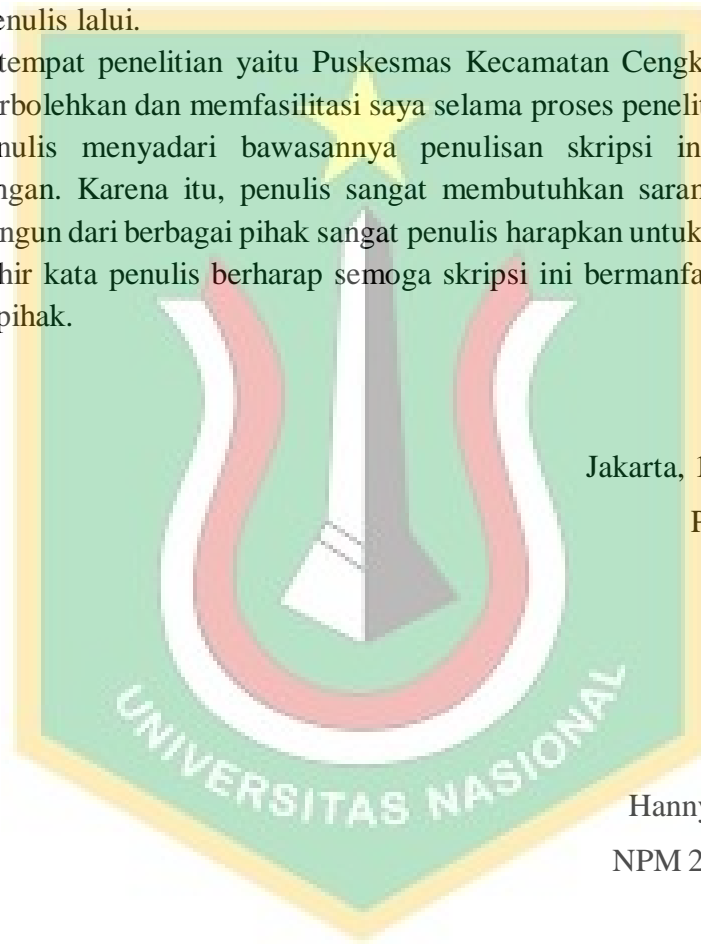 enulis lalui.
tempat penelitian yaitu Puskesmas Kecamatan Cengk
rbolehkan dan memfasilitasi saya selama proses penelit
nulis menyadari bawasannya penulisan skripsi in
ngan. Karena itu, penulis sangat membutuhkan saran
ngun dari berbagai pihak sangat penulis harapkan untuk
hir kata penulis berharap semoga skripsi ini bermanfa
pihak.
Jakarta, 1
UNIVERSITAS NASIONAL
Hanny
NPM 2